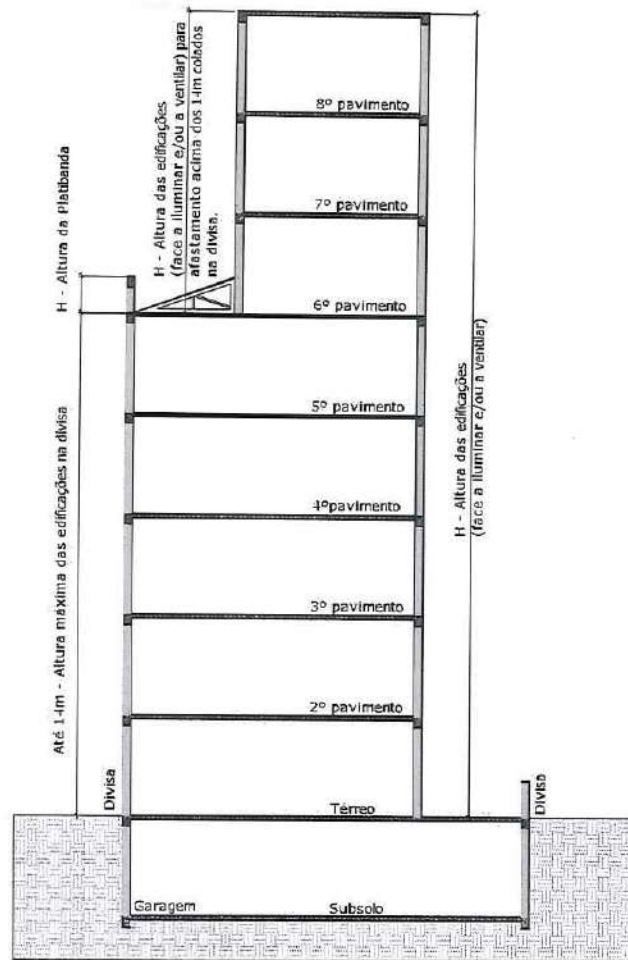 H - Altura da Platibanda
H - Altura das edificações
(face a iluminar e/ou a ventilar) para
afastamento acima dos 14m colados
na divisa.
8º pavimento
7º pavimento
6º pavimento
5º pavimento
4ºpavimento
3º pavimento
2º pavimento
Térreo
Até 14m - Altura máxima das edificações na divisa
H - Altura das edificações
(face a iluminar e/ou a ventilar)
Divisa
Divisa
Garagem
Subsolo